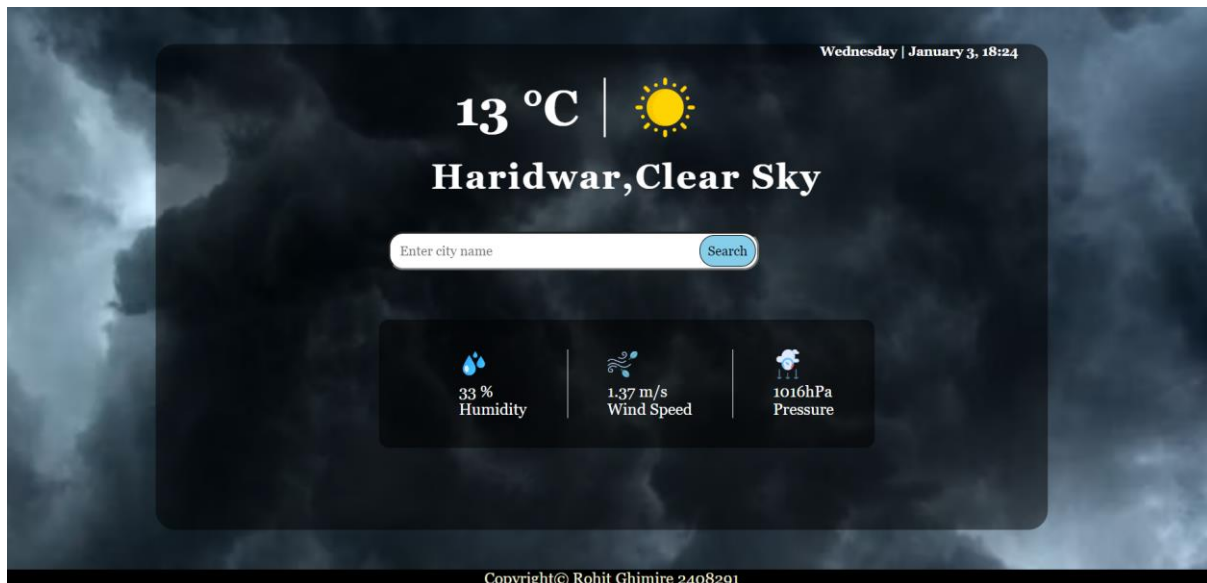 Wednesday | January 3, 18:24
13 °C
Haridwar,Clear Sky
Enter city name
Search
33 %
Humidity
1.37 m/s
Wind Speed
1016hPa
Pressure
Copyright© Rohit Ghimire 2408291